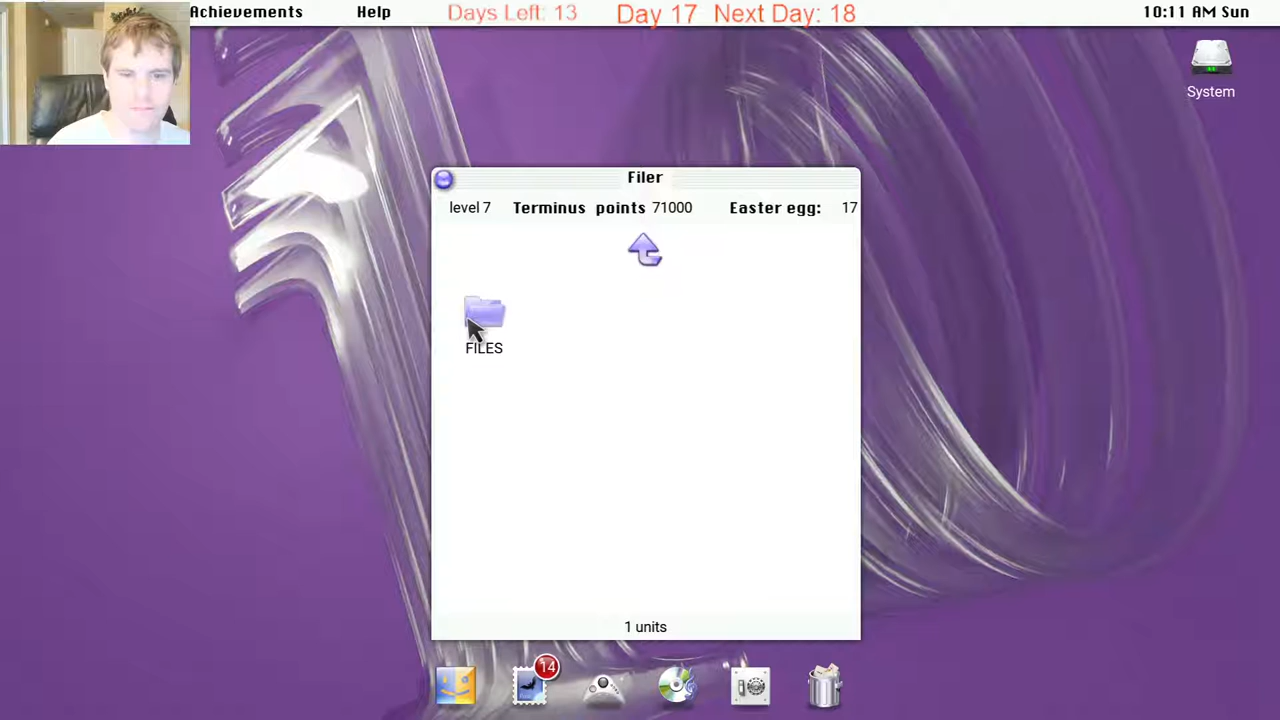 Achievements Help Days Left: 13 Day 17 Next Day: 18 10:11 AM Sun
System
Filer
level 7 Terminus points 71000 Easter egg: 17
FILES
1 units
14